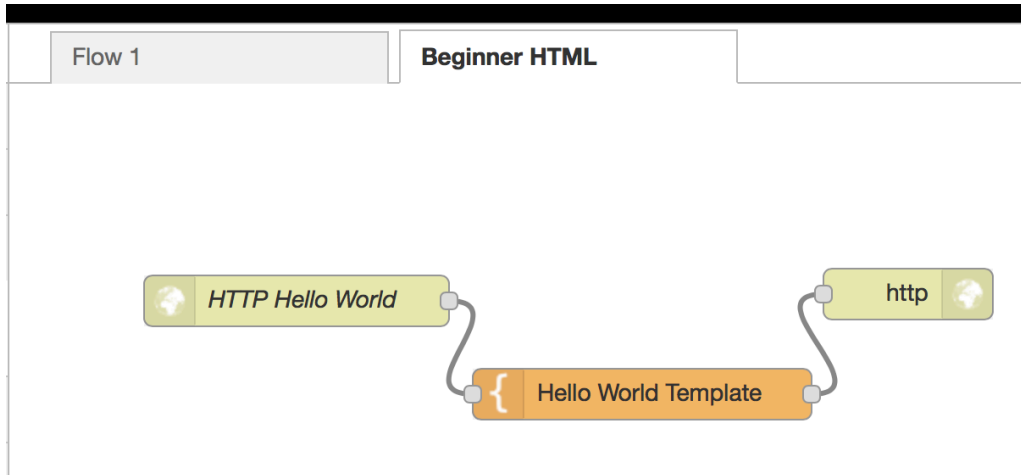 Flow 1
Beginner HTML
HTTP Hello World
http
{
Hello World Template